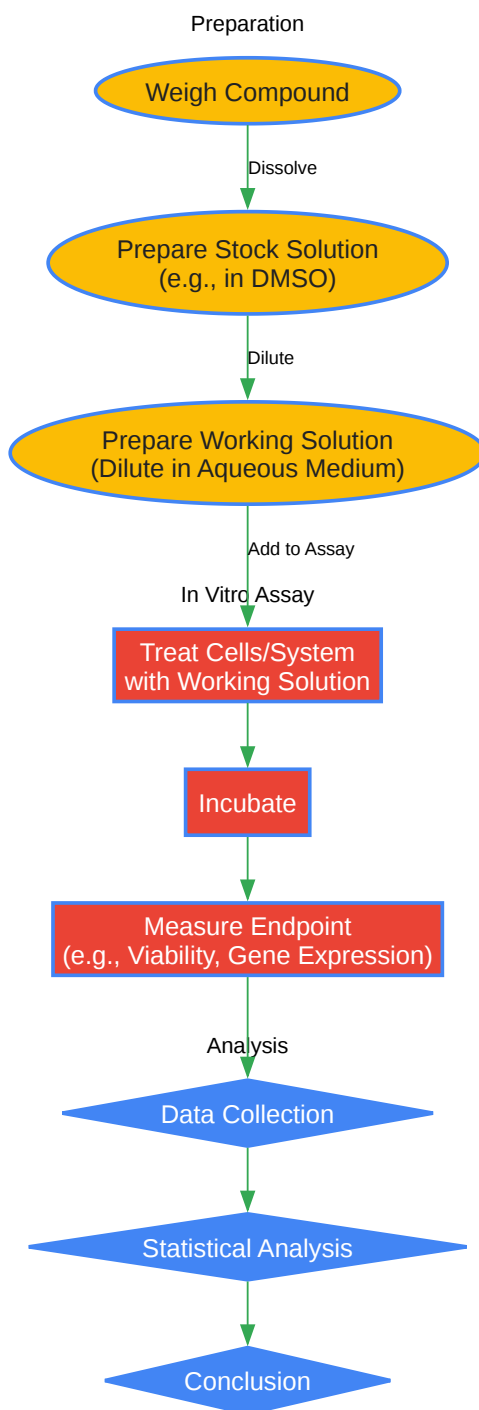 Preparation
Weigh Compound
Dissolve
Prepare Stock Solution
(e.g., in DMSO)
Dilute
Prepare Working Solution
(Dilute in Aqueous Medium)
Add to Assay
In Vitro Assay
Treat Cells/System
with Working Solution
Incubate
Measure Endpoint
(e.g., Viability, Gene Expression)
Analysis
Data Collection
Statistical Analysis
Conclusion